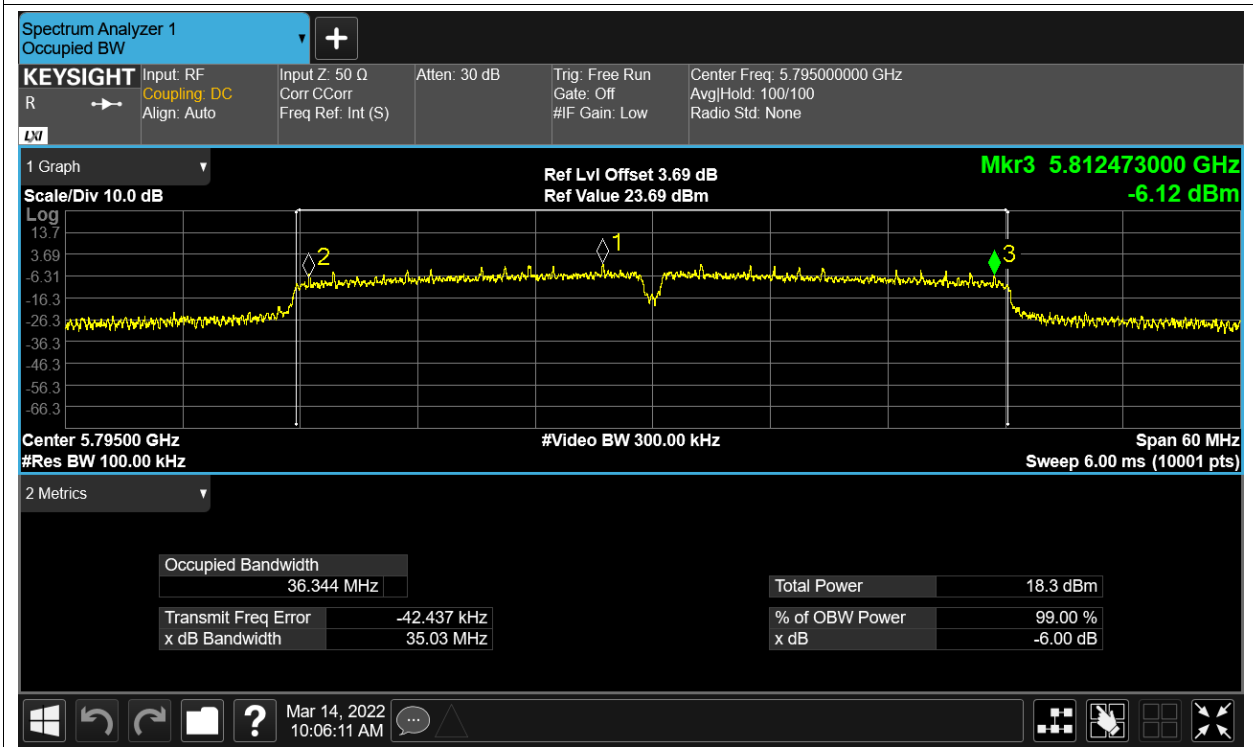 Spectrum Analyzer 1
Occupied BW
+
KEYSIGHT
R
LXI
Input: RF
Coupling: DC
Align: Auto
Input Z: 50 Ω
Corr CCorr
Freq Ref: Int (S)
Atten: 30 dB
Trig: Free Run
Gate: Off
#IF Gain: Low
Center Freq: 5.795000000 GHz
Avg|Hold: 100/100
Radio Std: None
1 Graph
Scale/Div 10.0 dB
Ref Lvl Offset 3.69 dB
Ref Value 23.69 dBm
Mkr3 5.812473000 GHz
-6.12 dBm
Log
13.7
3.69
-6.31
-16.3
-26.3
-36.3
-46.3
-56.3
-66.3
2
1
3
Center 5.79500 GHz
#Res BW 100.00 kHz
#Video BW 300.00 kHz
Span 60 MHz
Sweep 6.00 ms (10001 pts)
2 Metrics
Occupied Bandwidth
36.344 MHz
Transmit Freq Error -42.437 kHz
x dB Bandwidth 35.03 MHz
Total Power 18.3 dBm
% of OBW Power 99.00 %
x dB -6.00 dB
?
Mar 14, 2022
10:06:11 AM